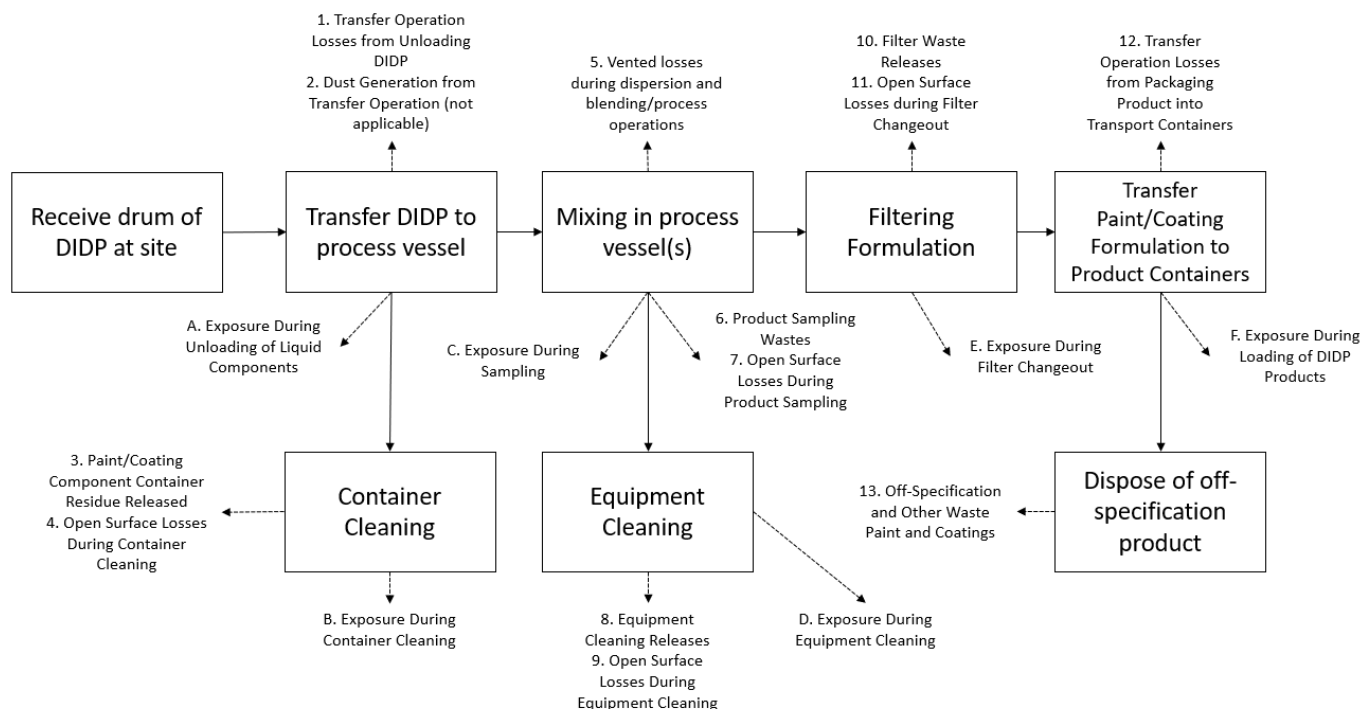 1. Transfer Operation
Losses from Unloading
DIDP
2. Dust Generation from
Transfer Operation (not
applicable)
5. Vented losses
during dispersion and
blending/process
operations
10. Filter Waste
Releases
11. Open Surface
Losses during Filter
Changeout
12. Transfer
Operation Losses
from Packaging
Product into
Transport Containers
Receive drum of
DIDP at site
Transfer DIDP to
process vessel
Mixing in process
vessel(s)
Filtering
Formulation
Transfer
Paint/Coating
Formulation to
Product Containers
A. Exposure During
Unloading of Liquid
Components
C. Exposure During
Sampling
6. Product Sampling
Wastes
7. Open Surface
Losses During
Product Sampling
E. Exposure During
Filter Changeout
F. Exposure During
Loading of DIDP
Products
3. Paint/Coating
Component Container
Residue Released
4. Open Surface Losses
During Container
Cleaning
Container
Cleaning
Equipment
Cleaning
13. Off-Specification
and Other Waste
Paint and Coatings
Dispose of off-
specification
product
B. Exposure During
Container Cleaning
8. Equipment
Cleaning Releases
9. Open Surface
Losses During
Equipment Cleaning
D. Exposure During
Equipment Cleaning